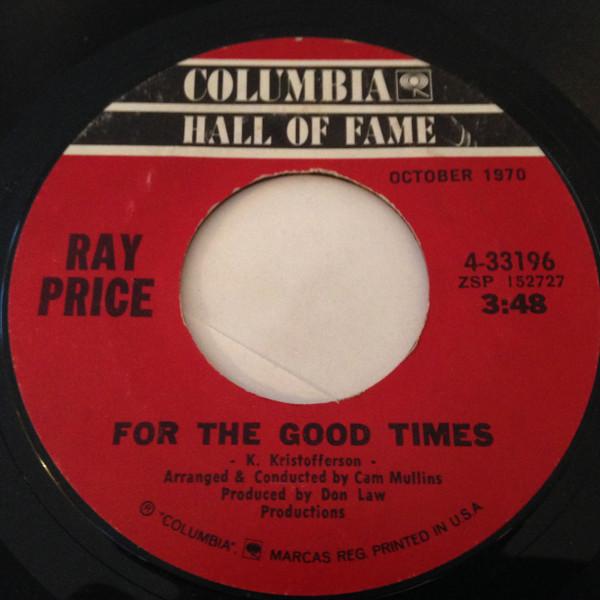 COLUMBIA
HALL OF FAME
OCTOBER 1970
RAY
PRICE
4-33196
ZSP 152727
3:48
FOR THE GOOD TIMES
- K. Kristofferson -
Arranged & Conducted by Cam Mullins
Produced by Don Law
Productions
® "COLUMBIA". MARCAS REG. PRINTED IN U.S.A